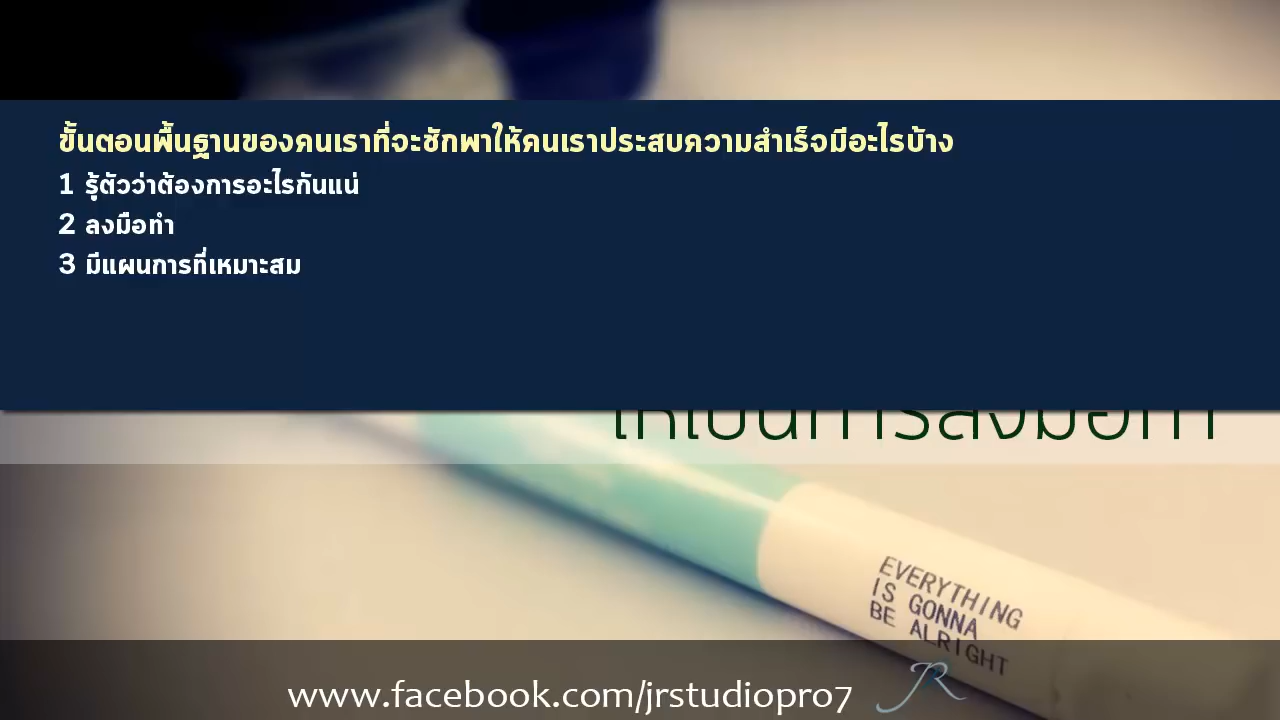 ขั้นตอนพื้นฐานของคนเราที่จะชักพาให้คนเราประสบความสำเร็จมีอะไรบ้าง
1 รู้ตัวว่าต้องการอะไรกันแน่
2 ลงมือทำ
3 มีแผนการที่เหมาะสม
EVERYTHING
IS GONNA
BE ALRIGHT
www.facebook.com/jrstudiopro7
JR